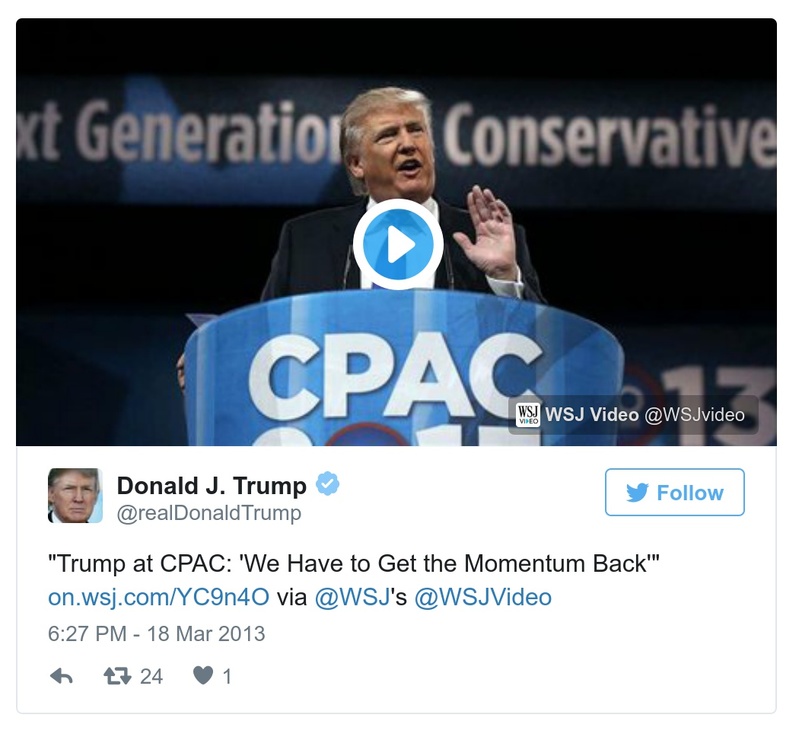 xt Generation Conservative
CPAC
13
WSJ VIDEO WSJ Video @WSJvideo
Donald J. Trump
@realDonaldTrump
Follow
"Trump at CPAC: 'We Have to Get the Momentum Back'"
on.wsj.com/YC9n4O via @WSJ's @WSJVideo
6:27 PM - 18 Mar 2013
24 1